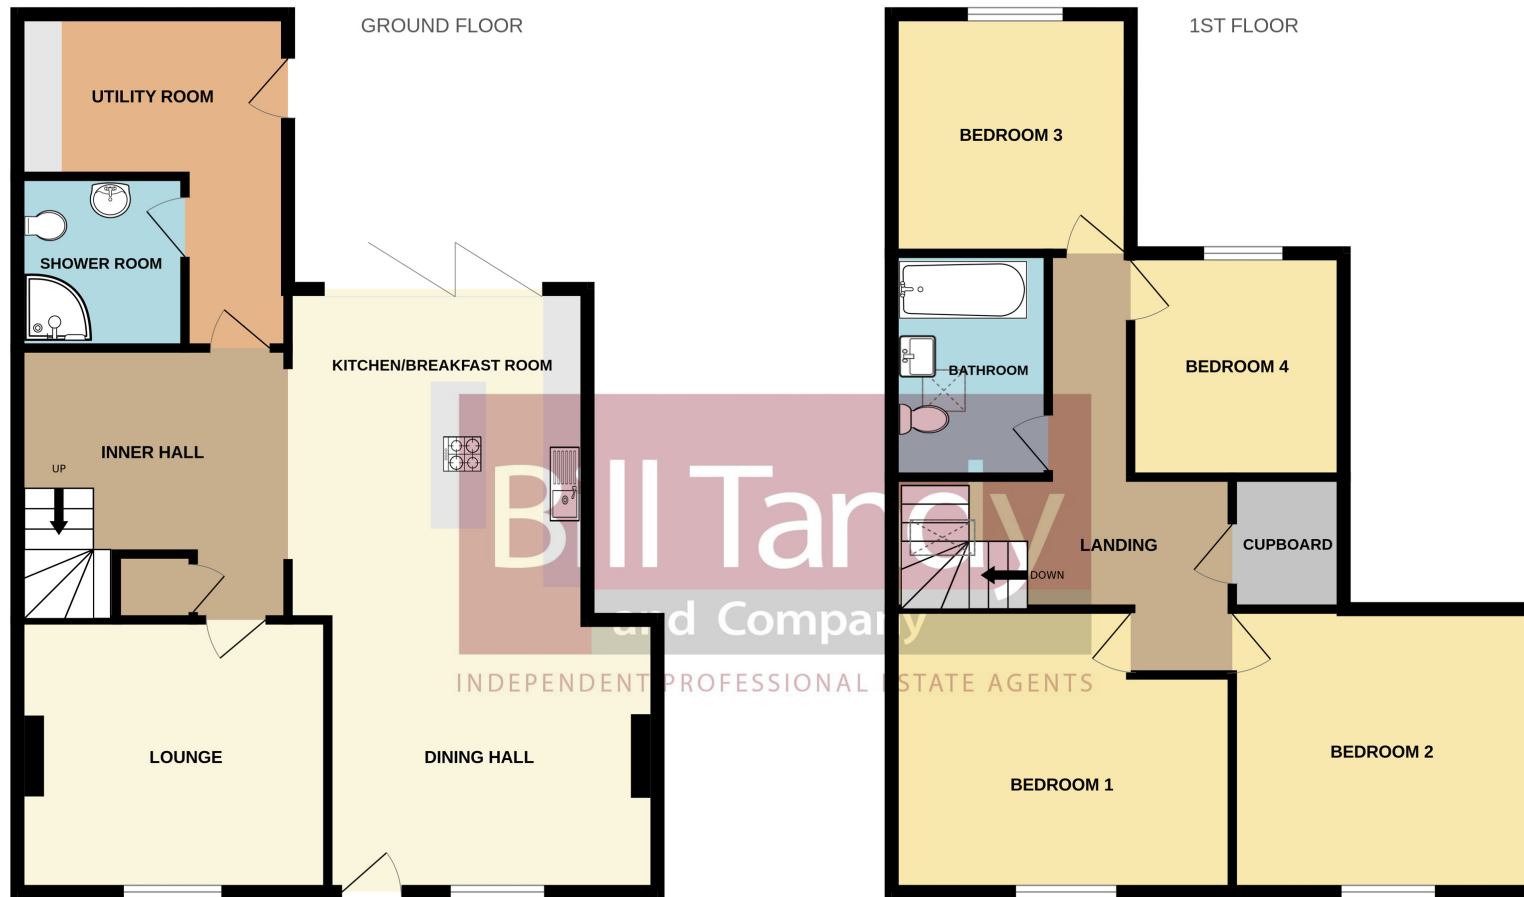 GROUND FLOOR
UTILITY ROOM
SHOWER ROOM
KITCHEN/BREAKFAST ROOM
INNER HALL
UP
LOUNGE
DINING HALL
1ST FLOOR
BEDROOM 3
BATHROOM
BEDROOM 4
LANDING
CUPBOARD
DOWN
BEDROOM 1
BEDROOM 2
Bill Tandy
and Company
INDEPENDENT PROFESSIONAL ESTATE AGENTS